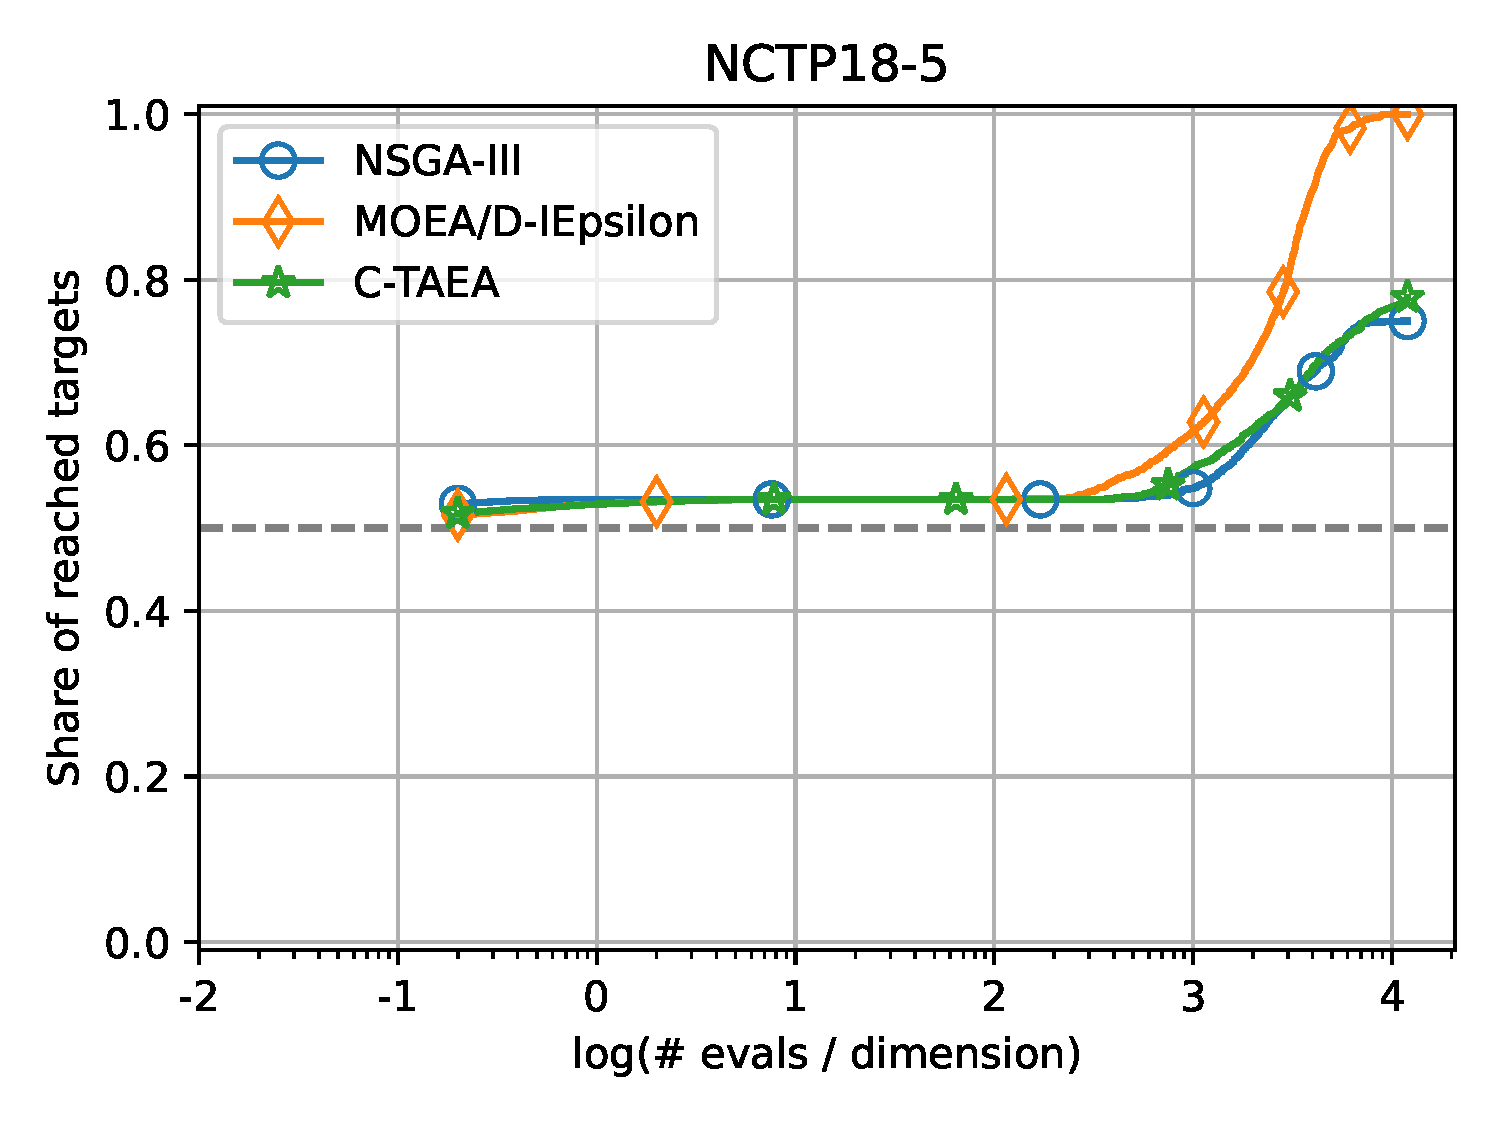 NCTP18-5
1.0
0.8
0.6
0.4
0.2
0.0
Share of reached targets
NSGA-III
MOEA/D-IEpsilon
C-TAEA
-2 -1 0 1 2 3 4
log(# evals / dimension)